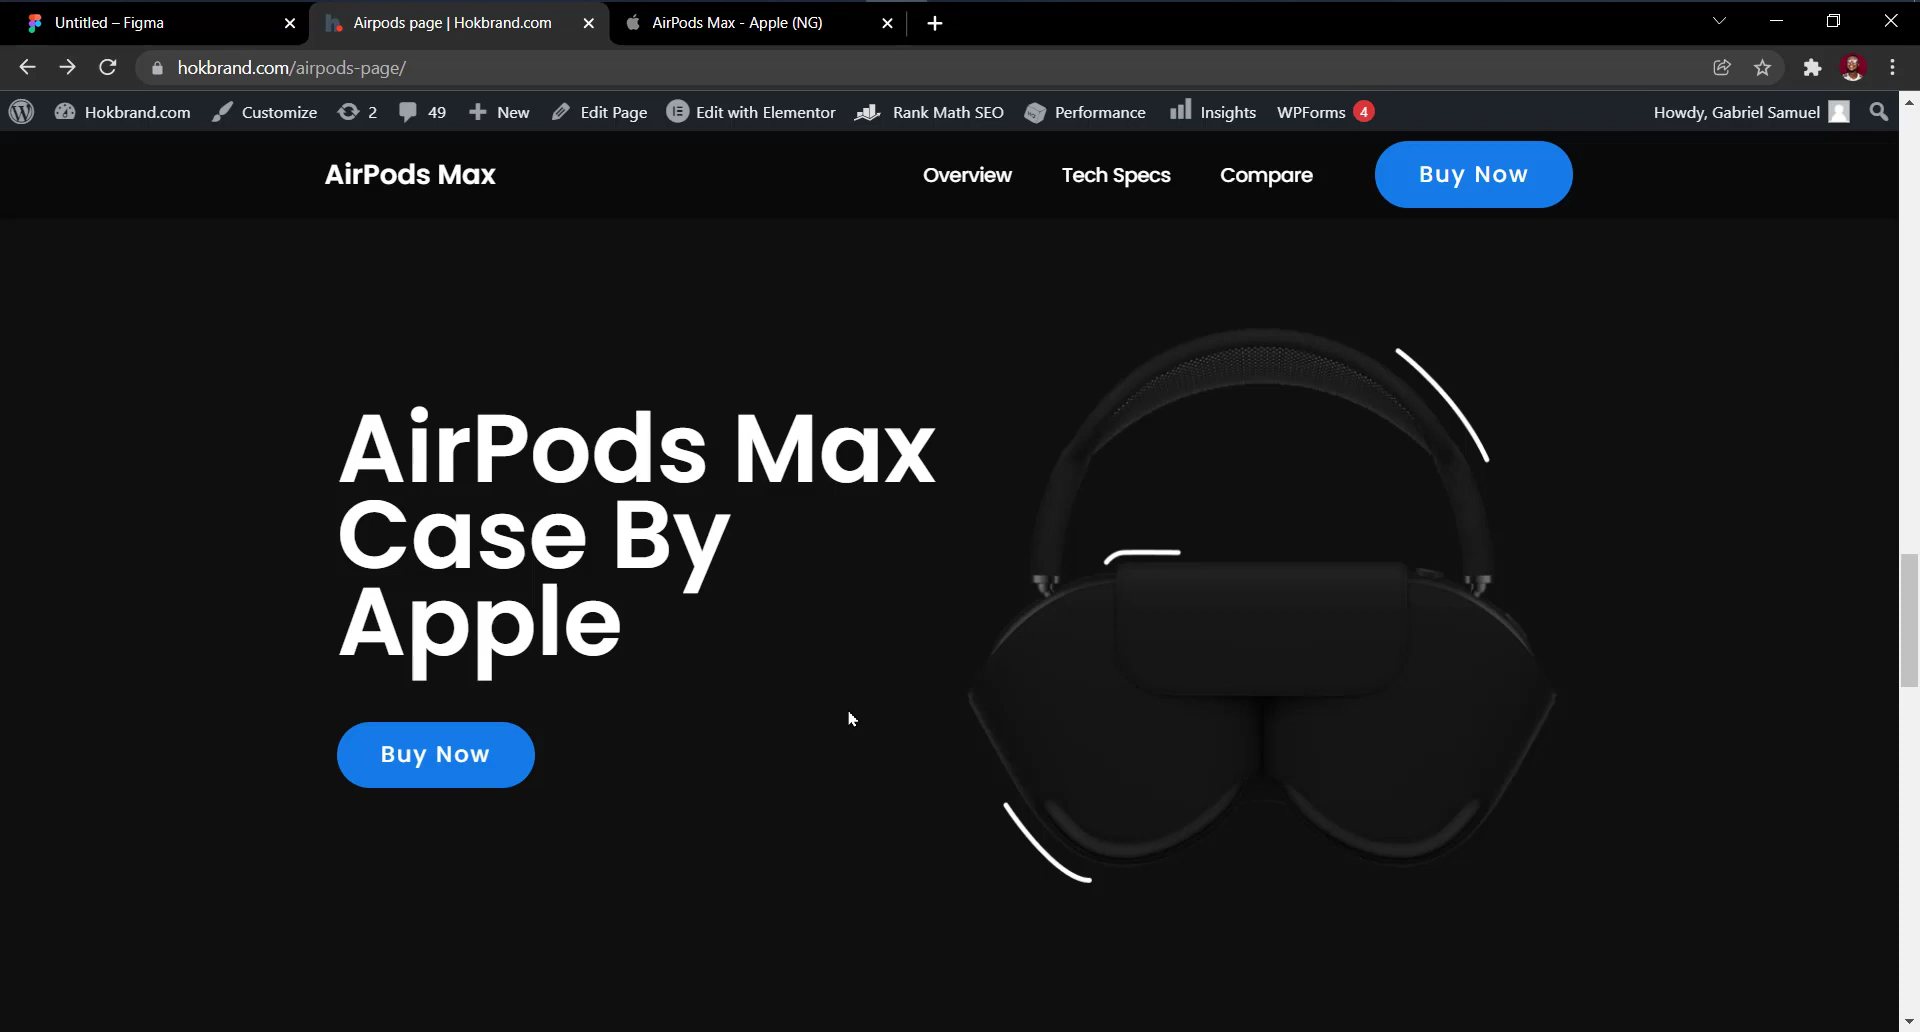 Untitled – Figma
Airpods page | Hokbrand.com
AirPods Max - Apple (NG)
hokbrand.com/airpods-page/
Hokbrand.com
Customize
2
49
New
Edit Page
Edit with Elementor
Rank Math SEO
Performance
Insights
WPForms 4
Howdy, Gabriel Samuel
AirPods Max
Overview
Tech Specs
Compare
Buy Now
AirPods Max
Case By
Apple
Buy Now